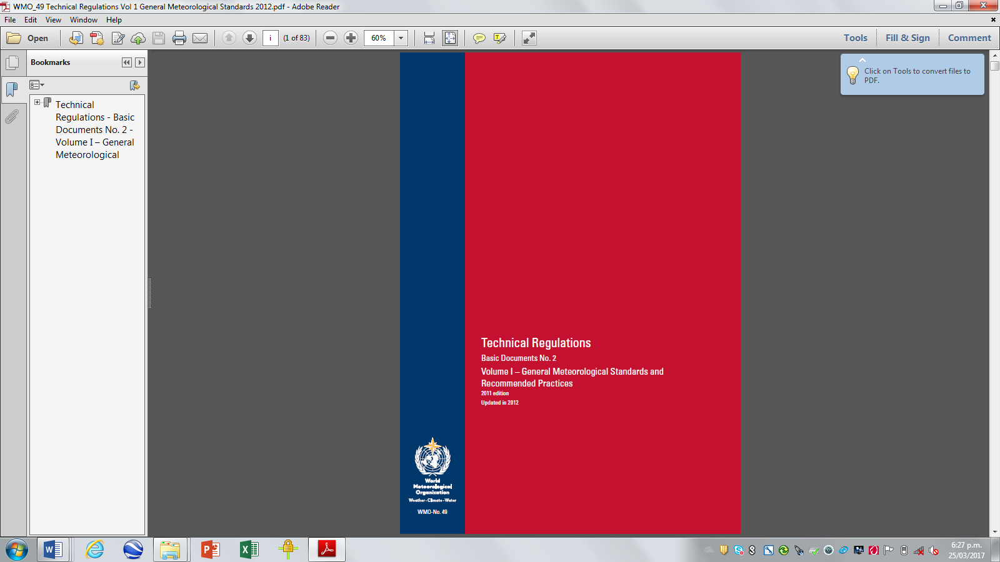 WMO_49 Technical Regulations Vol 1 General Meteorological Standards 2012.pdf - Adobe Reader
File Edit View Window Help
Open
i
(1 of 83)
60%
Tools
Fill & Sign
Comment
Bookmarks
Click on Tools to convert files to
PDF.
Technical
Regulations - Basic
Documents No. 2 -
Volume I – General
Meteorological
Technical Regulations
Basic Documents No. 2
Volume I – General Meteorological Standards and
Recommended Practices
2011 edition
Updated in 2012
World
Meteorological
Organization
Weather - Climate - Water
WMO-No. 49
6:27 p.m.
25/03/2017